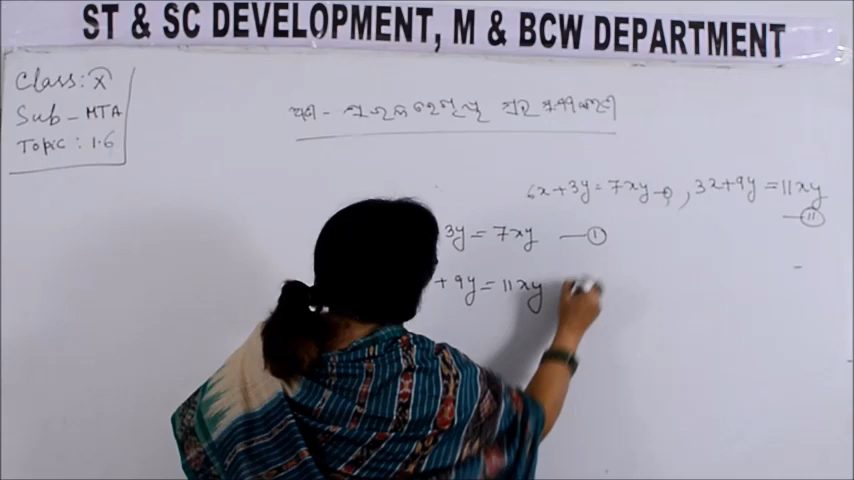 ST & SC DEVELOPMENT, M & BCW DEPARTMENT
Class: X
Sub - MTA
Topic : 1.6
6x+3y=7xy —①, 3x+9y=11xy
—②
3y = 7xy —①
+ 9y = 11xy